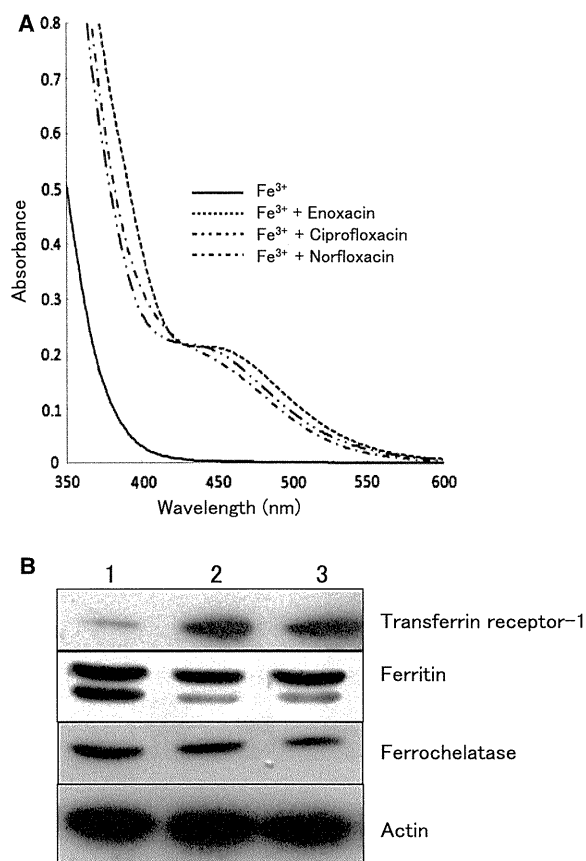 A
0.8
0.7
0.6
0.5
0.4
0.3
0.2
0.1
0
Absorbance
Fe³⁺
Fe³⁺ + Enoxacin
Fe³⁺ + Ciprofloxacin
Fe³⁺ + Norfloxacin
350 400 450 500 550 600
Wavelength (nm)
B
1 2 3
Transferrin receptor-1
Ferritin
Ferrochelatase
Actin